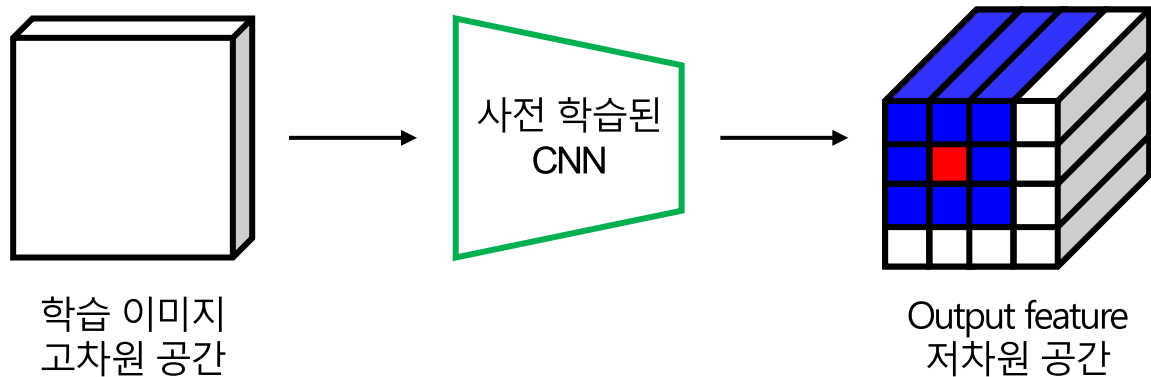 사전 학습된
CNN
학습 이미지
고차원 공간
Output feature
저차원 공간